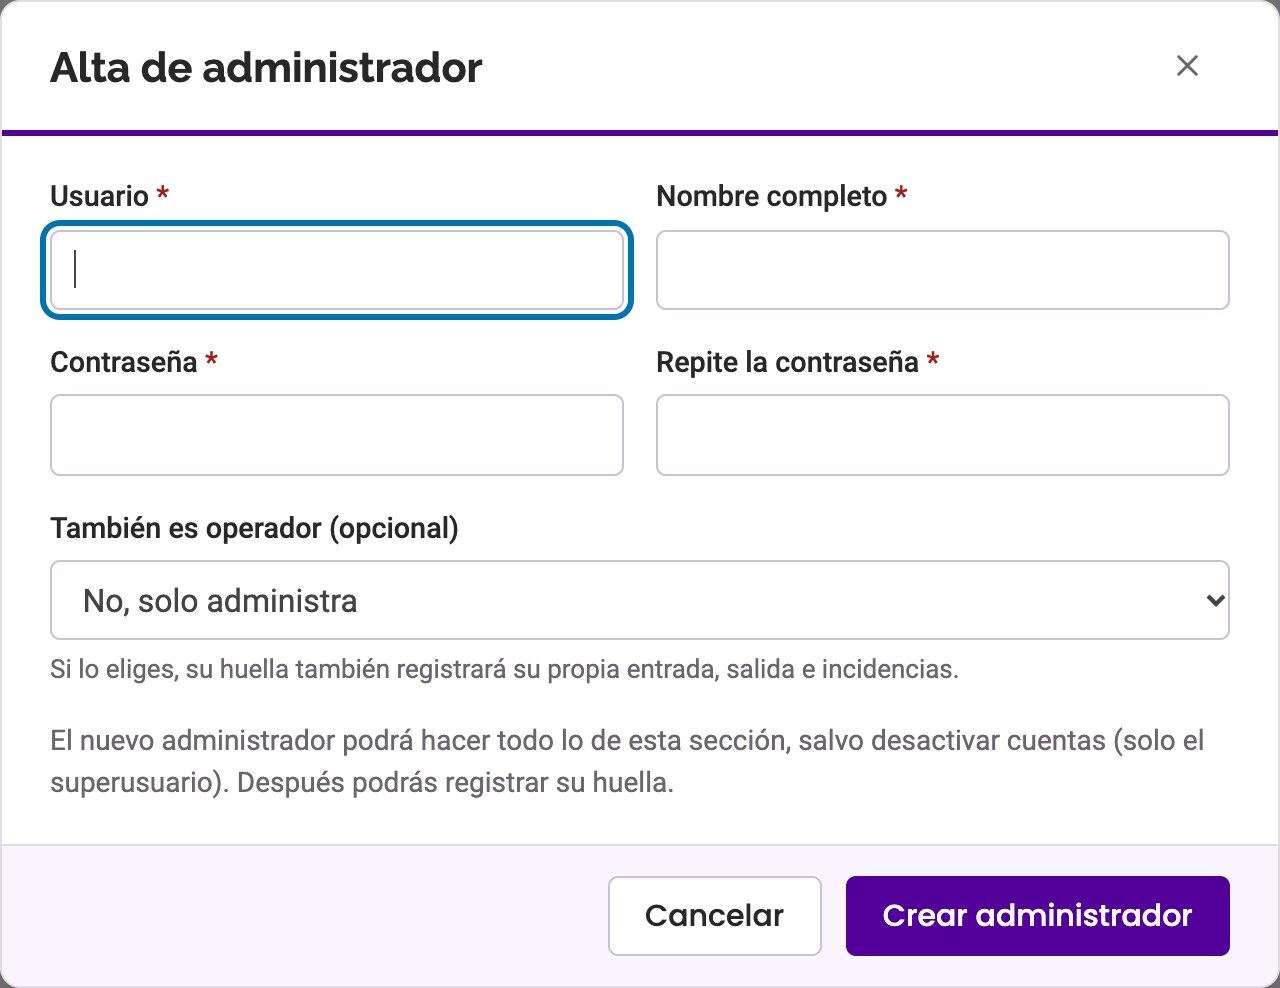 Alta de administrador
Usuario *
Nombre completo *
Contraseña *
Repite la contraseña *
También es operador (opcional)
No, solo administra
Si lo eliges, su huella también registrará su propia entrada, salida e incidencias.
El nuevo administrador podrá hacer todo lo de esta sección, salvo desactivar cuentas (solo el
superusuario). Después podrás registrar su huella.
Cancelar
Crear administrador